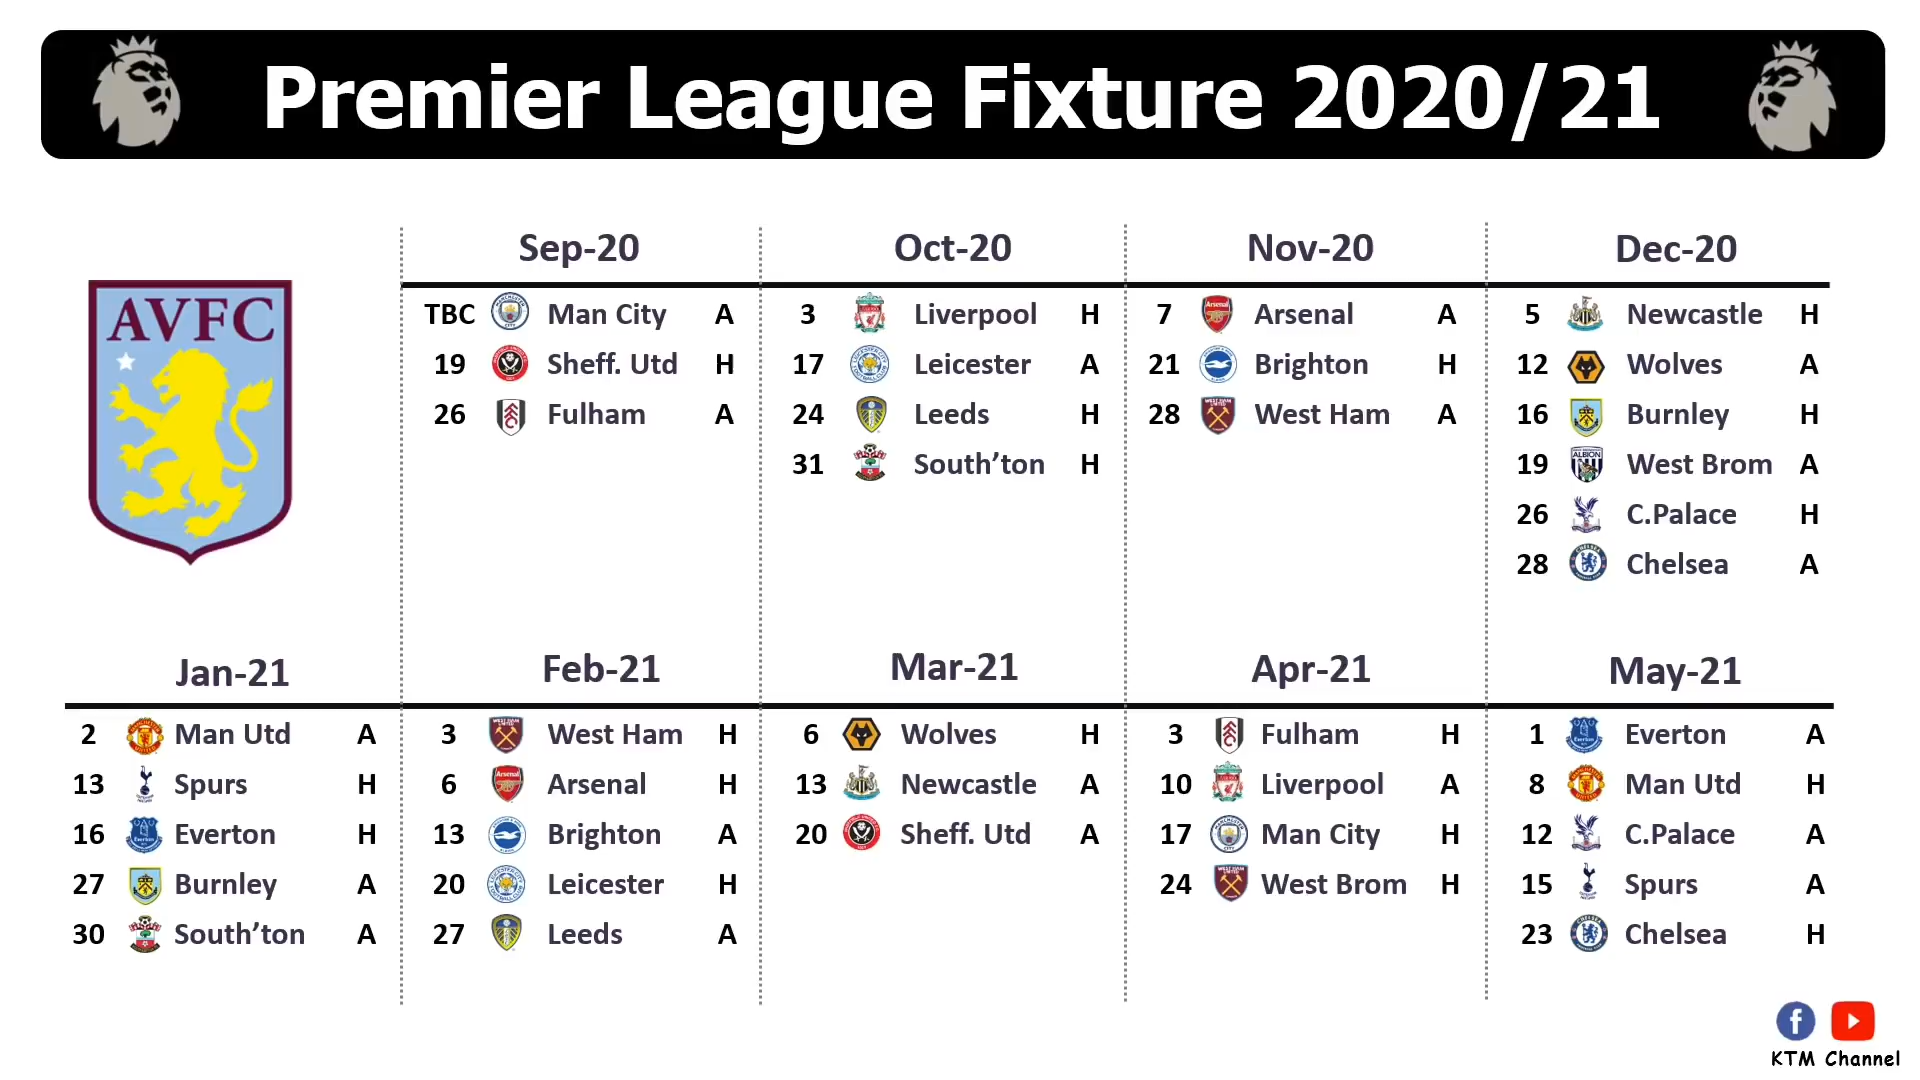 Premier League Fixture 2020/21
AVFC
Sep-20
TBC Man City A
19 Sheff. Utd H
26 Fulham A
Oct-20
3 Liverpool H
17 Leicester A
24 Leeds H
31 South’ton H
Nov-20
7 Arsenal A
21 Brighton H
28 West Ham A
Dec-20
5 Newcastle H
12 Wolves A
16 Burnley H
19 West Brom A
26 C.Palace H
28 Chelsea A
Jan-21
2 Man Utd A
13 Spurs H
16 Everton H
27 Burnley A
30 South’ton A
Feb-21
3 West Ham H
6 Arsenal H
13 Brighton A
20 Leicester H
27 Leeds A
Mar-21
6 Wolves H
13 Newcastle A
20 Sheff. Utd A
Apr-21
3 Fulham H
10 Liverpool A
17 Man City H
24 West Brom H
May-21
1 Everton A
8 Man Utd H
12 C.Palace A
15 Spurs A
23 Chelsea H
KTM Channel